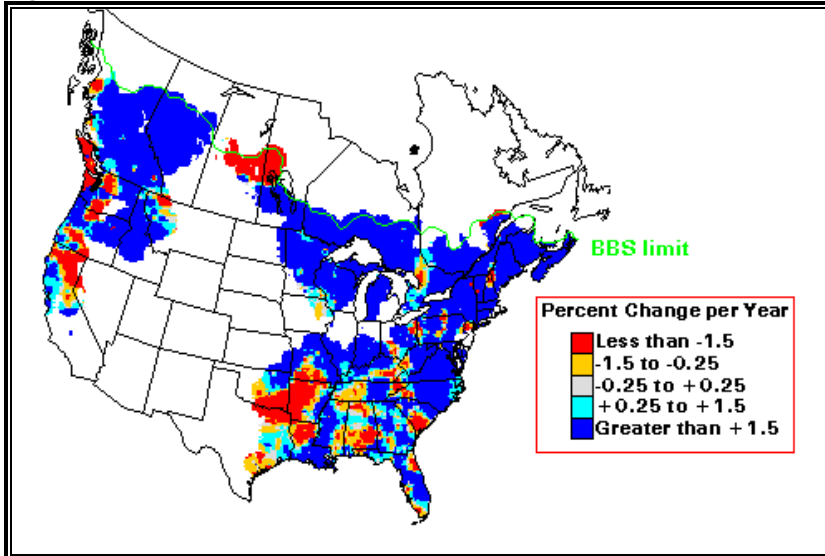 BBS limit
Percent Change per Year
Less than -1.5
-1.5 to -0.25
-0.25 to +0.25
+0.25 to +1.5
Greater than +1.5